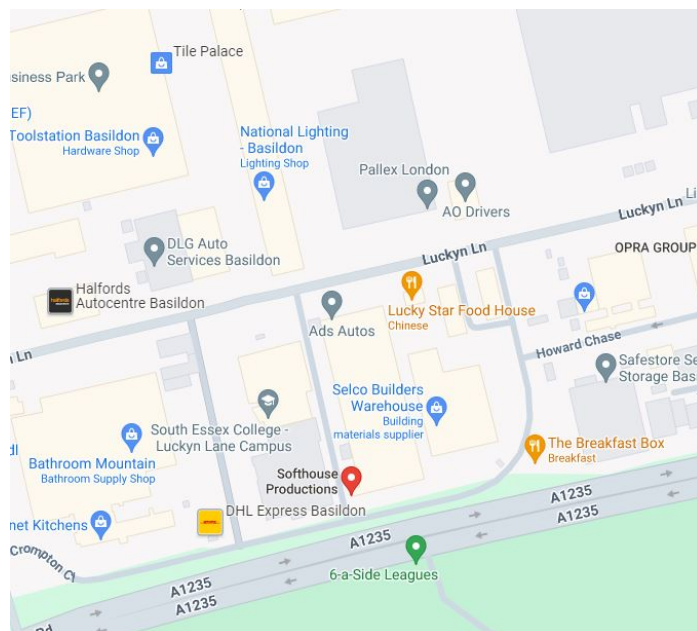 Tile Palace
siness Park
EF)
Toolstation Basildon
Hardware Shop
National Lighting
- Basildon
Lighting Shop
Pallex London
AO Drivers
Li
Luckyn Ln
Luckyn Ln
OPRA GROUP
DLG Auto
Services Basildon
Halfords
Autocentre Basildon
Lucky Star Food House
Chinese
Ads Autos
Howard Chase
n Ln
Safestore Se
Storage Bas
Selco Builders
Warehouse
Building
materials supplier
South Essex College -
Luckyn Lane Campus
dl
Bathroom Mountain
Bathroom Supply Shop
The Breakfast Box
Breakfast
Softhouse
Productions
A1235
A1235
DHL Express Basildon
net Kitchens
A1235
A1235
Crompton Cl
6-a-Side Leagues
A1235
A1235
Rd